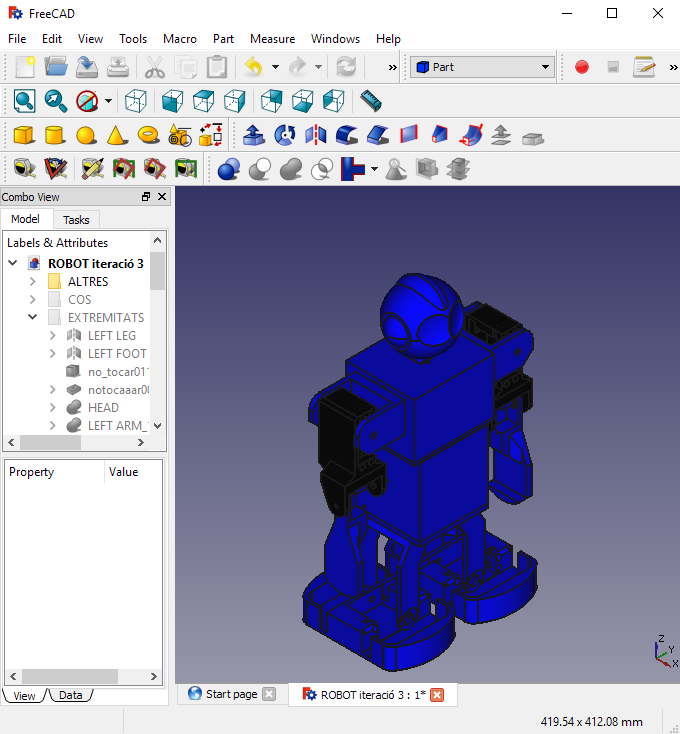 FreeCAD
File Edit View Tools Macro Part Measure Windows Help
»
Part
»
Combo View
Model Tasks
Labels & Attributes
ROBOT iteració 3
ALTRES
COS
EXTREMITATS
LEFT LEG
LEFT FOOT
no_tocar01
notocaaar00
HEAD
LEFT ARM_
Property Value
Z
Y
X
View Data
Start page
ROBOT iteració 3 : 1*
419.54 x 412.08 mm